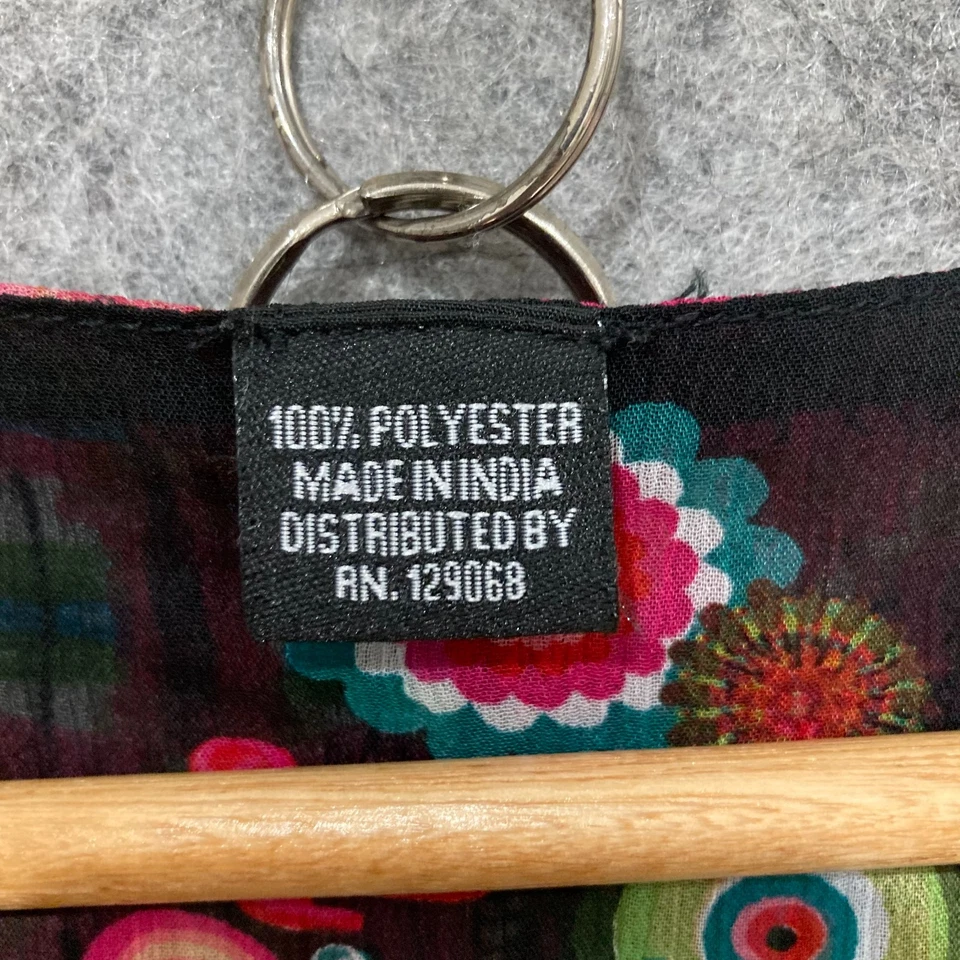 100% POLYESTER
MADE IN INDIA
DISTRIBUTED BY
RN. 129068